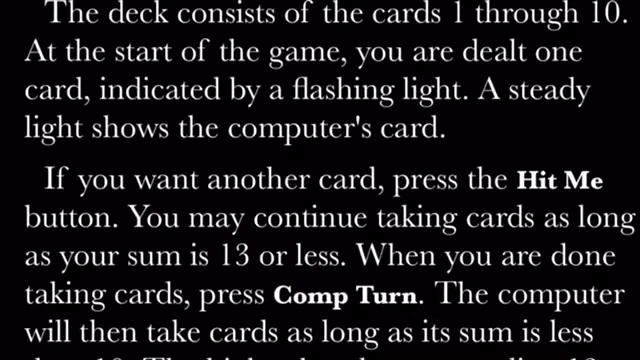 The deck consists of the cards 1 through 10.
At the start of the game, you are dealt one
card, indicated by a flashing light. A steady
light shows the computer's card.
If you want another card, press the Hit Me
button. You may continue taking cards as long
as your sum is 13 or less. When you are done
taking cards, press Comp Turn. The computer
will then take cards as long as its sum is less